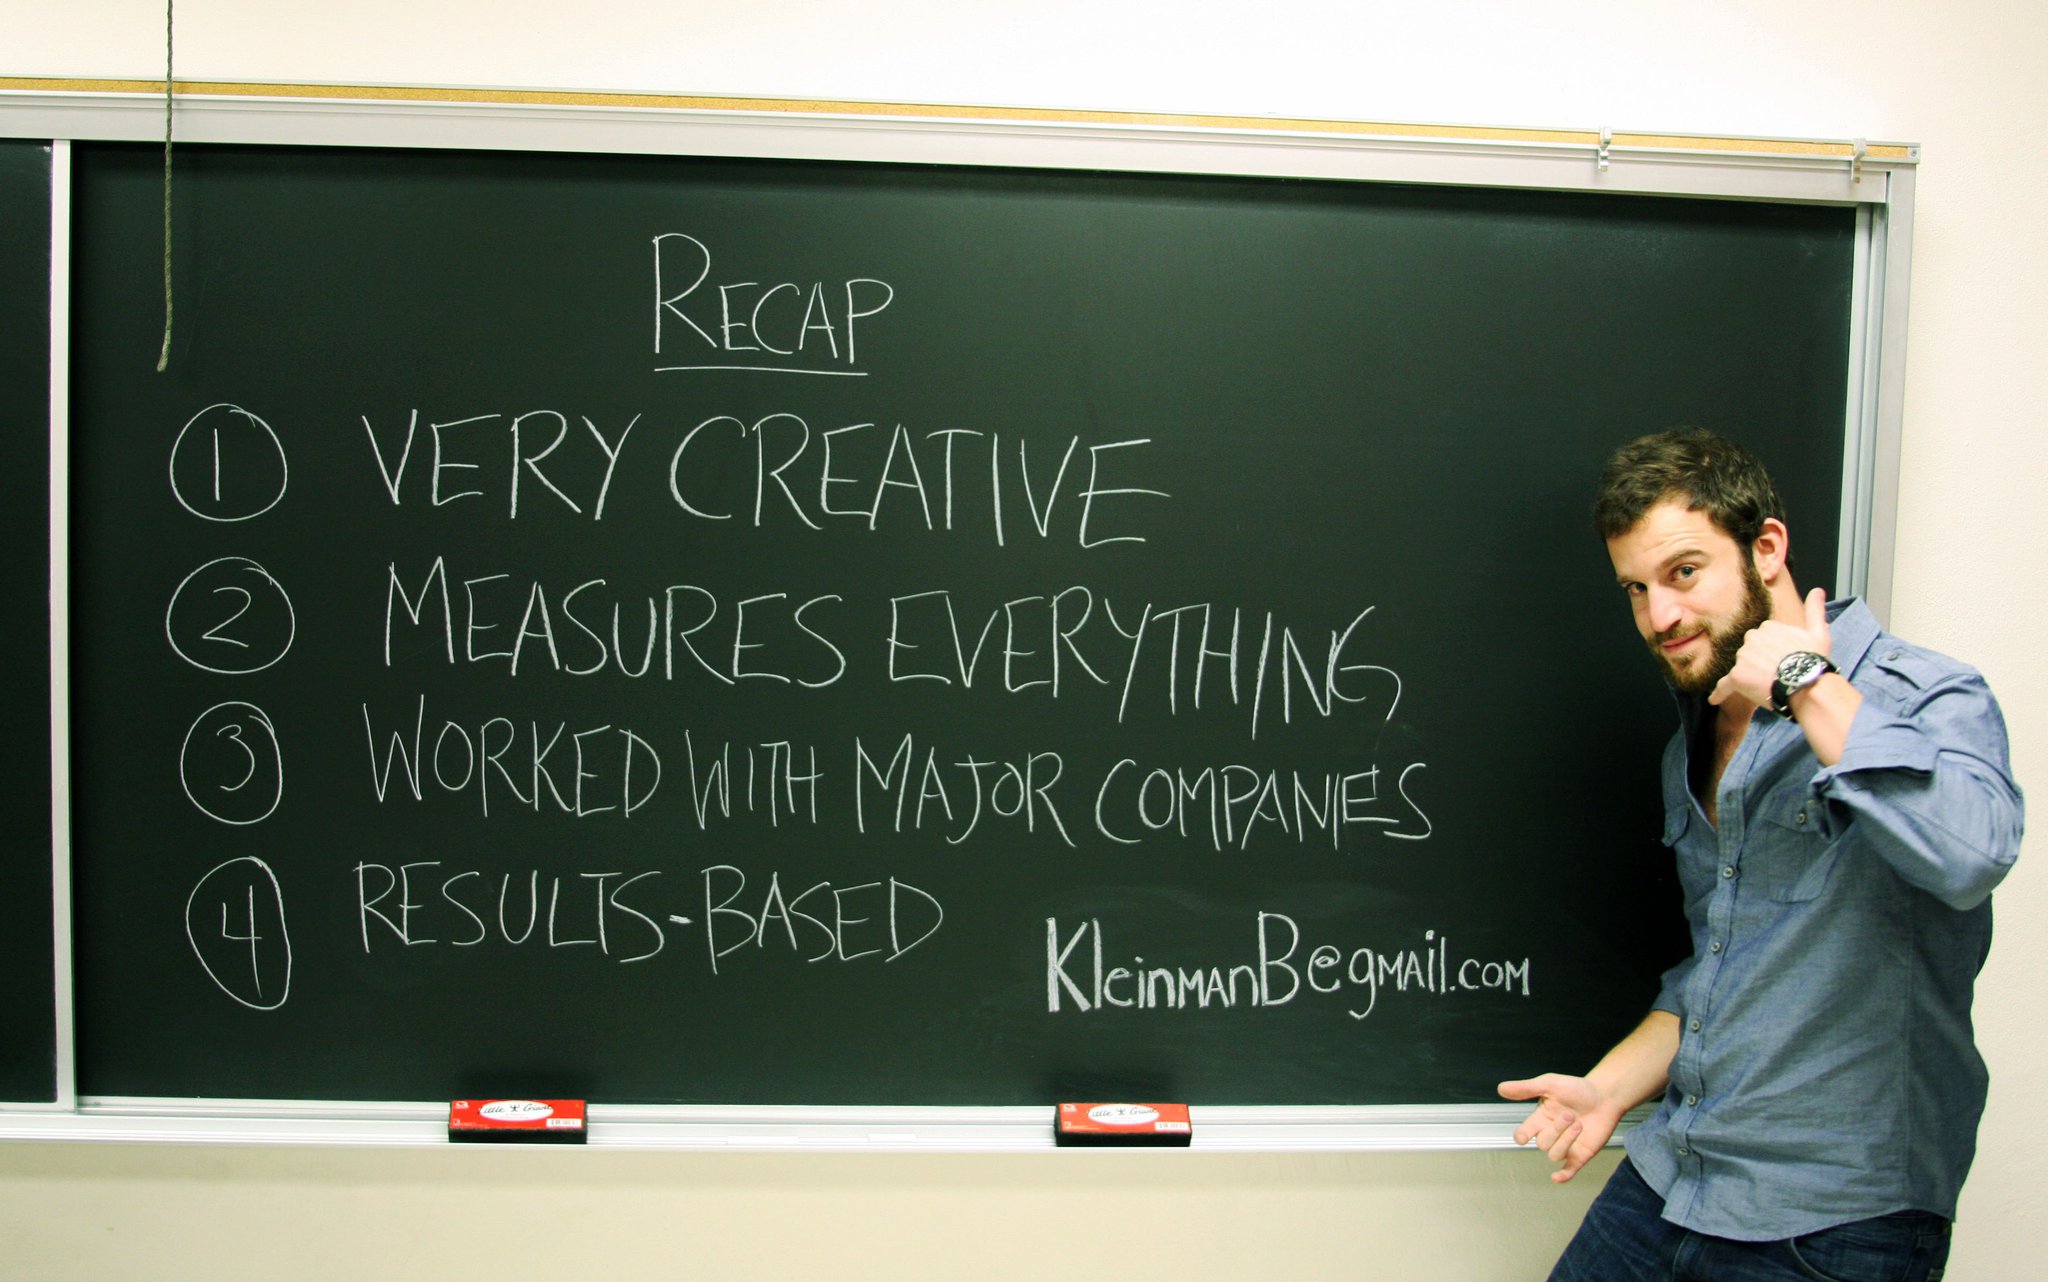 RECAP
1 VERY CREATIVE
2 MEASURES EVERYTHING
3 WORKED WITH MAJOR COMPANIES
4 RESULTS-BASED
KleinmanB@gmail.com
Little Giant
Little Giant